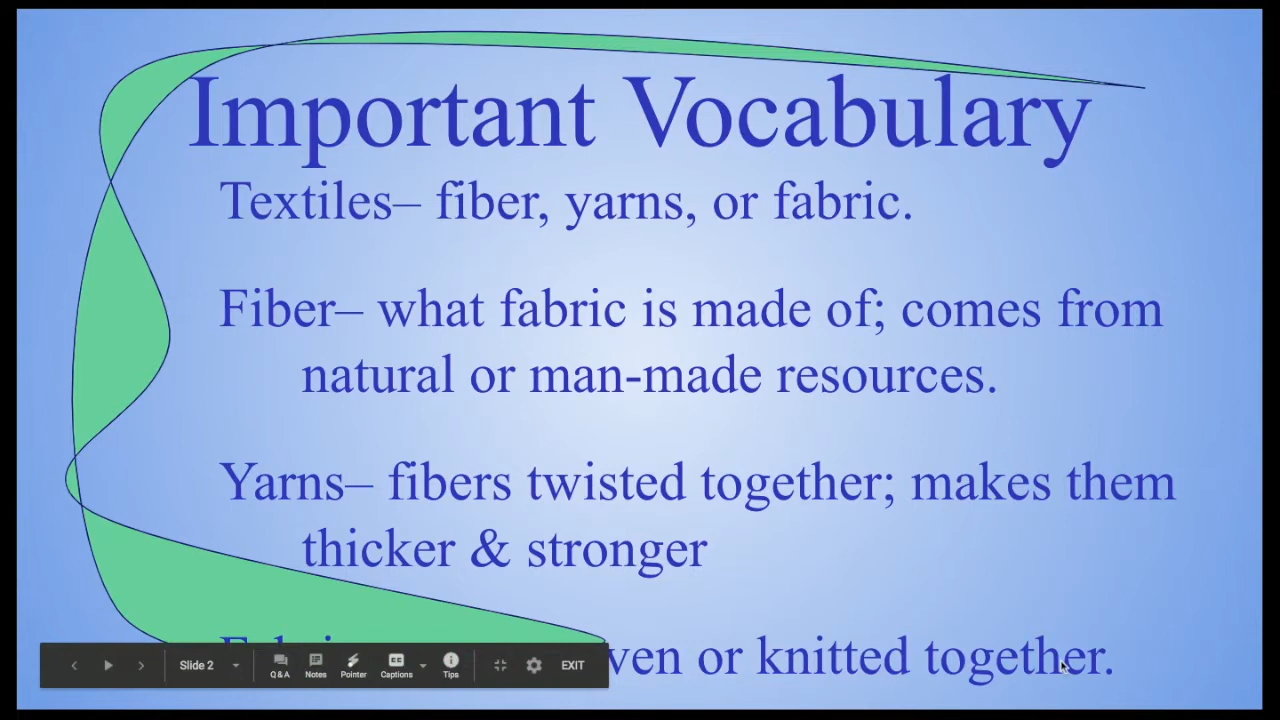 Important Vocabulary
Textiles– fiber, yarns, or fabric.
Fiber– what fabric is made of; comes from
natural or man-made resources.
Yarns– fibers twisted together; makes them
thicker & stronger
or knitted together.
Slide 2
Q&A
Notes
Pointer
Captions
Tips
EXIT